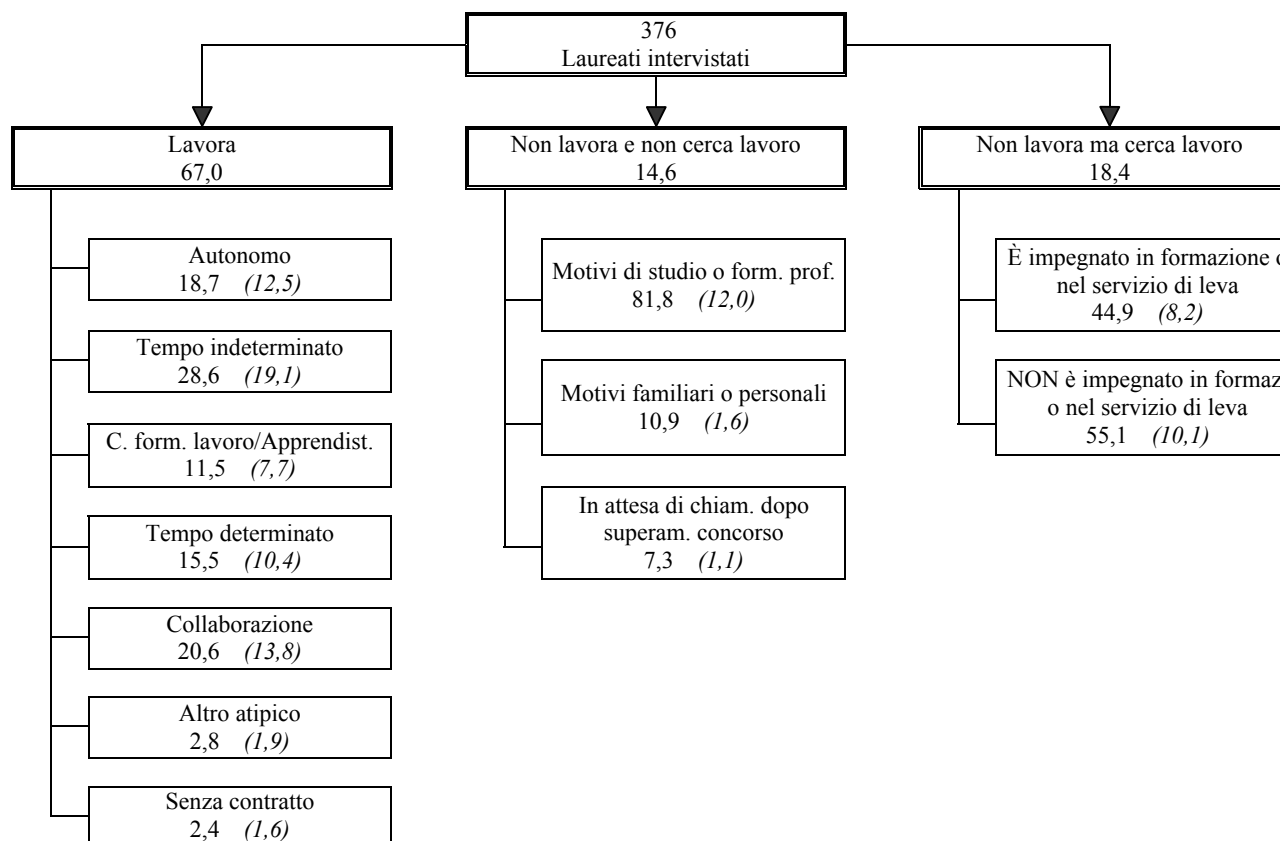 376
Laureati intervistati
Lavora
67,0
Autonomo
18,7 (12,5)
Tempo indeterminato
28,6 (19,1)
C. form. lavoro/Apprendist.
11,5 (7,7)
Tempo determinato
15,5 (10,4)
Collaborazione
20,6 (13,8)
Altro atipico
2,8 (1,9)
Senza contratto
2,4 (1,6)
Non lavora e non cerca lavoro
14,6
Motivi di studio o form. prof.
81,8 (12,0)
Motivi familiari o personali
10,9 (1,6)
In attesa di chiam. dopo
superam. concorso
7,3 (1,1)
Non lavora ma cerca lavoro
18,4
È impegnato in formazione
nel servizio di leva
44,9 (8,2)
NON è impegnato in
o nel servizio di leva
55,1 (10,1)